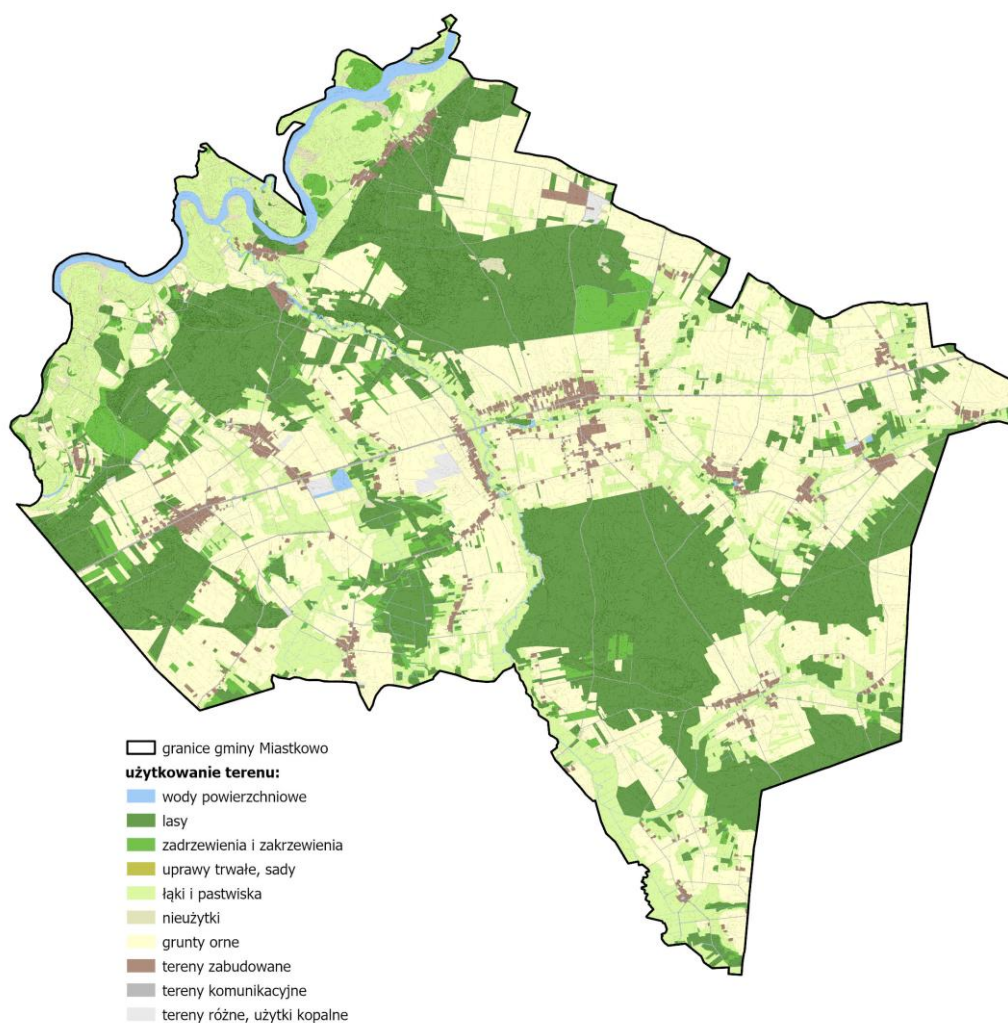 granice gminy Miastkowo
użytkowanie terenu:
wody powierzchniowe
lasy
zadrzewienia i zakrzewienia
uprawy trwałe, sady
łąki i pastwiska
nieużytki
grunty orne
tereny zabudowane
tereny komunikacyjne
tereny różne, użytki kopalne